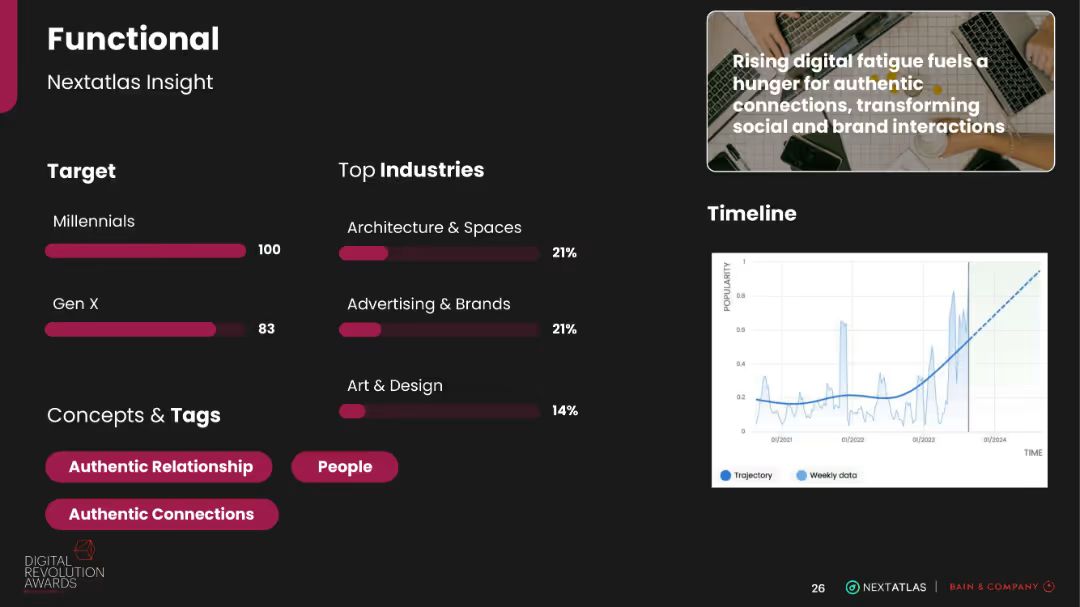 Functional
Nextatlas Insight
Rising digital fatigue fuels a
hunger for authentic
connections, transforming
social and brand interactions
Target
Millennials
100
Gen X
83
Top Industries
Architecture & Spaces
21%
Advertising & Brands
21%
Art & Design
14%
Concepts & Tags
Authentic Relationship
People
Authentic Connections
Timeline
POPULARITY
1
0.8
0.6
0.4
0.2
0
01/2021
01/2022
01/2023
01/2024
TIME
Trajectory
Weekly data
DIGITAL
REVOLUTION
AWARDS
26
NEXTATLAS
BAIN & COMPANY